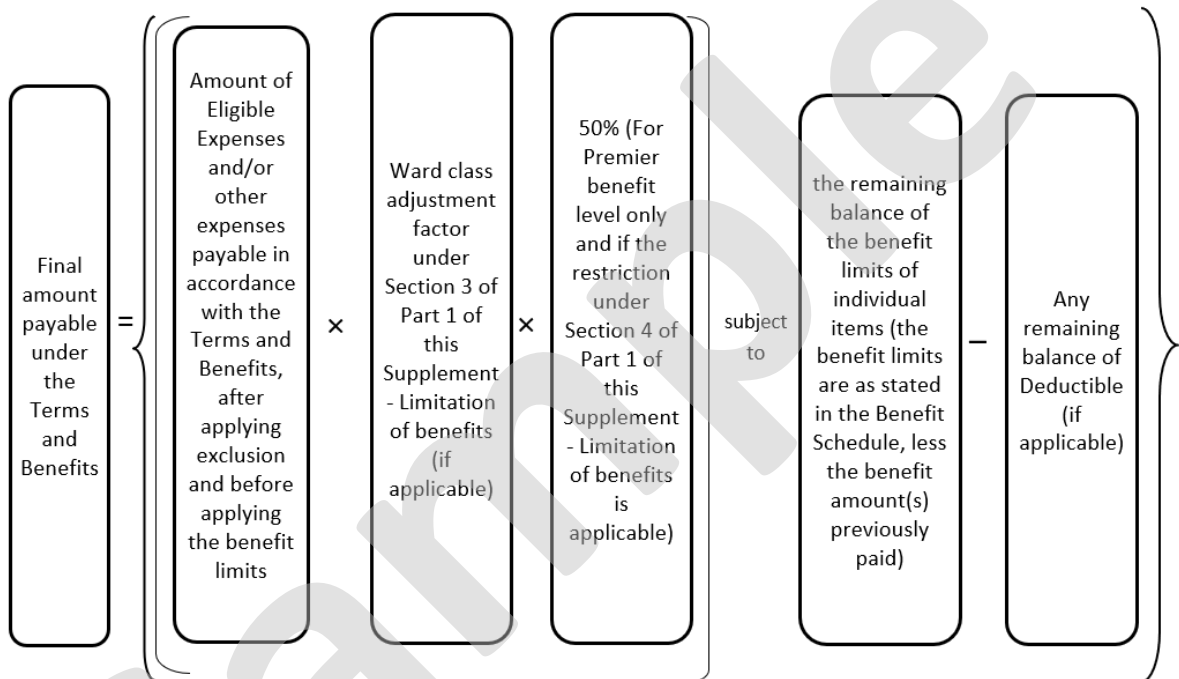 Final
amount
payable
under
the
Terms
and
Benefits
=
Amount of
Eligible
Expenses
and/or
other
expenses
payable in
accordance
with the
Terms and
Benefits,
after
applying
exclusion
and before
applying
the benefit
limits
×
Ward class
adjustment
factor
under
Section 3 of
Part 1 of
this
Supplement
- Limitation
of benefits
(if
applicable)
×
50% (For
Premier
benefit
level only
and if the
restriction
under
Section 4 of
Part 1 of
this
Supplement
- Limitation
of benefits
is
applicable)
subject
to
the remaining
balance of
the benefit
limits of
individual
items (the
benefit limits
are as stated
in the Benefit
Schedule, less
the benefit
amount(s)
previously
paid)
–
Any
remaining
balance of
Deductible
(if
applicable)
ample